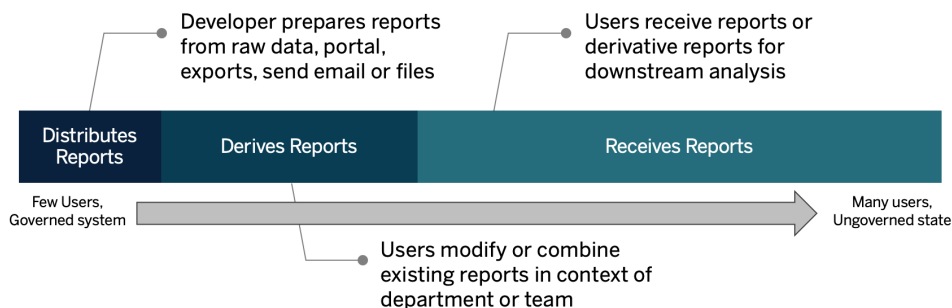 Developer prepares reports
from raw data, portal,
exports, send email or files
Users receive reports or
derivative reports for
downstream analysis
Distributes
Reports
Derives Reports
Receives Reports
Few Users,
Governed system
Many users,
Ungoverned state
Users modify or combine
existing reports in context of
department or team